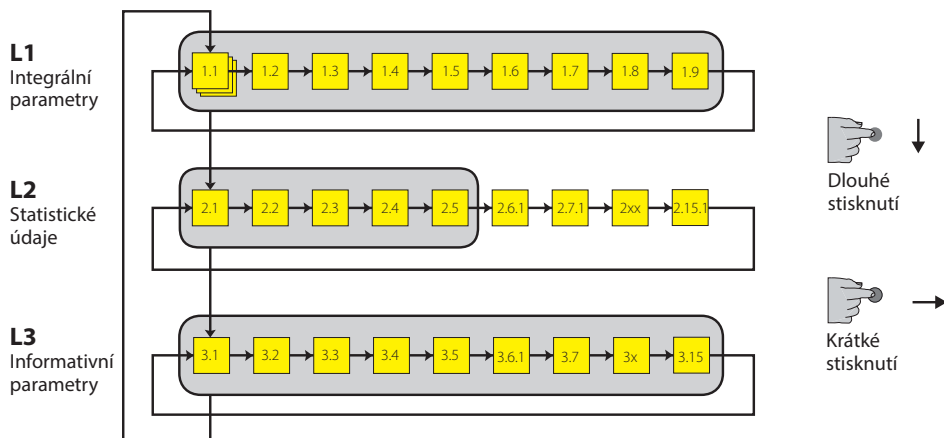 L1
Integrální
parametry
1.1 1.2 1.3 1.4 1.5 1.6 1.7 1.8 1.9
L2
Statistické
údaje
2.1 2.2 2.3 2.4 2.5 2.6.1 2.7.1 2xx 2.15.1
L3
Informativní
parametry
3.1 3.2 3.3 3.4 3.5 3.6.1 3.7 3x 3.15
Dlouhé
stisknutí
Krátké
stisknutí